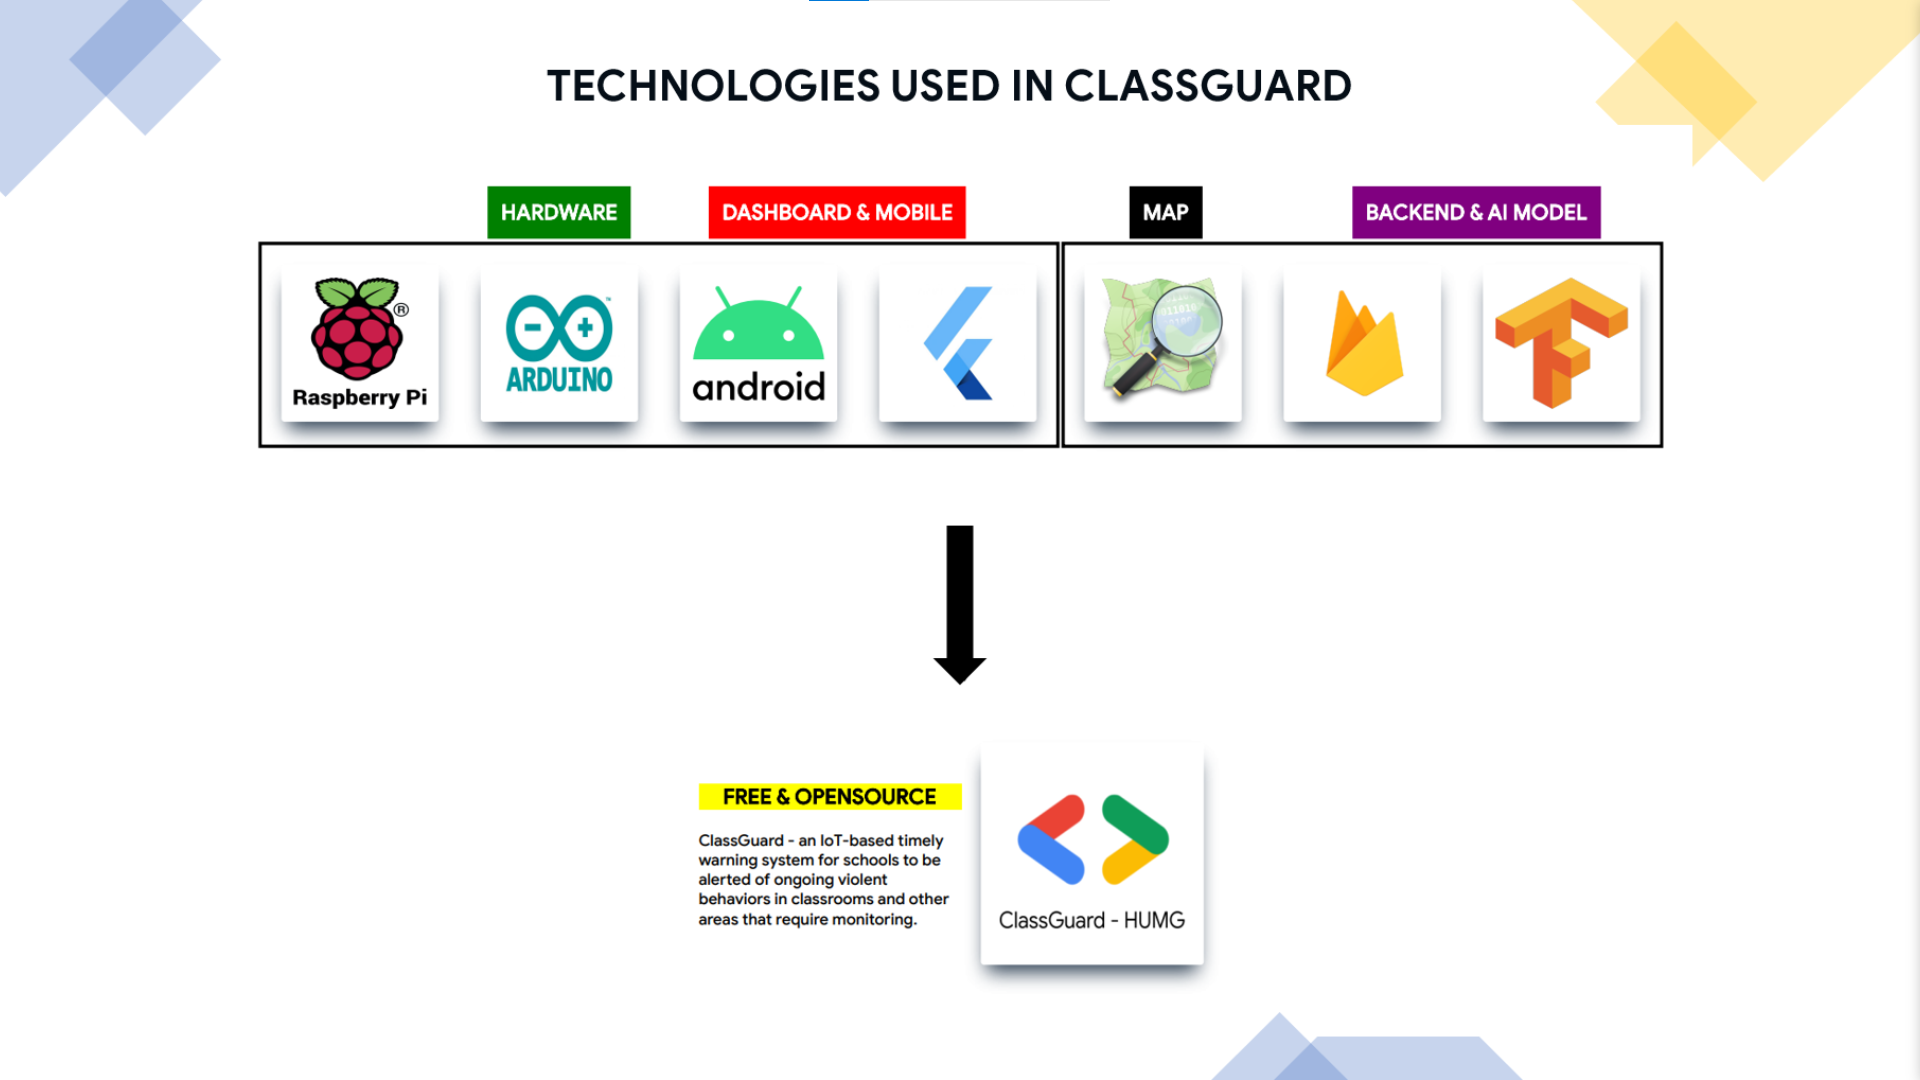 TECHNOLOGIES USED IN CLASSGUARD
HARDWARE
DASHBOARD & MOBILE
MAP
BACKEND & AI MODEL
Raspberry Pi
®
ARDUINO
™
android
FREE & OPENSOURCE
ClassGuard - an IoT-based timely
warning system for schools to be
alerted of ongoing violent
behaviors in classrooms and other
areas that require monitoring.
ClassGuard - HUMG